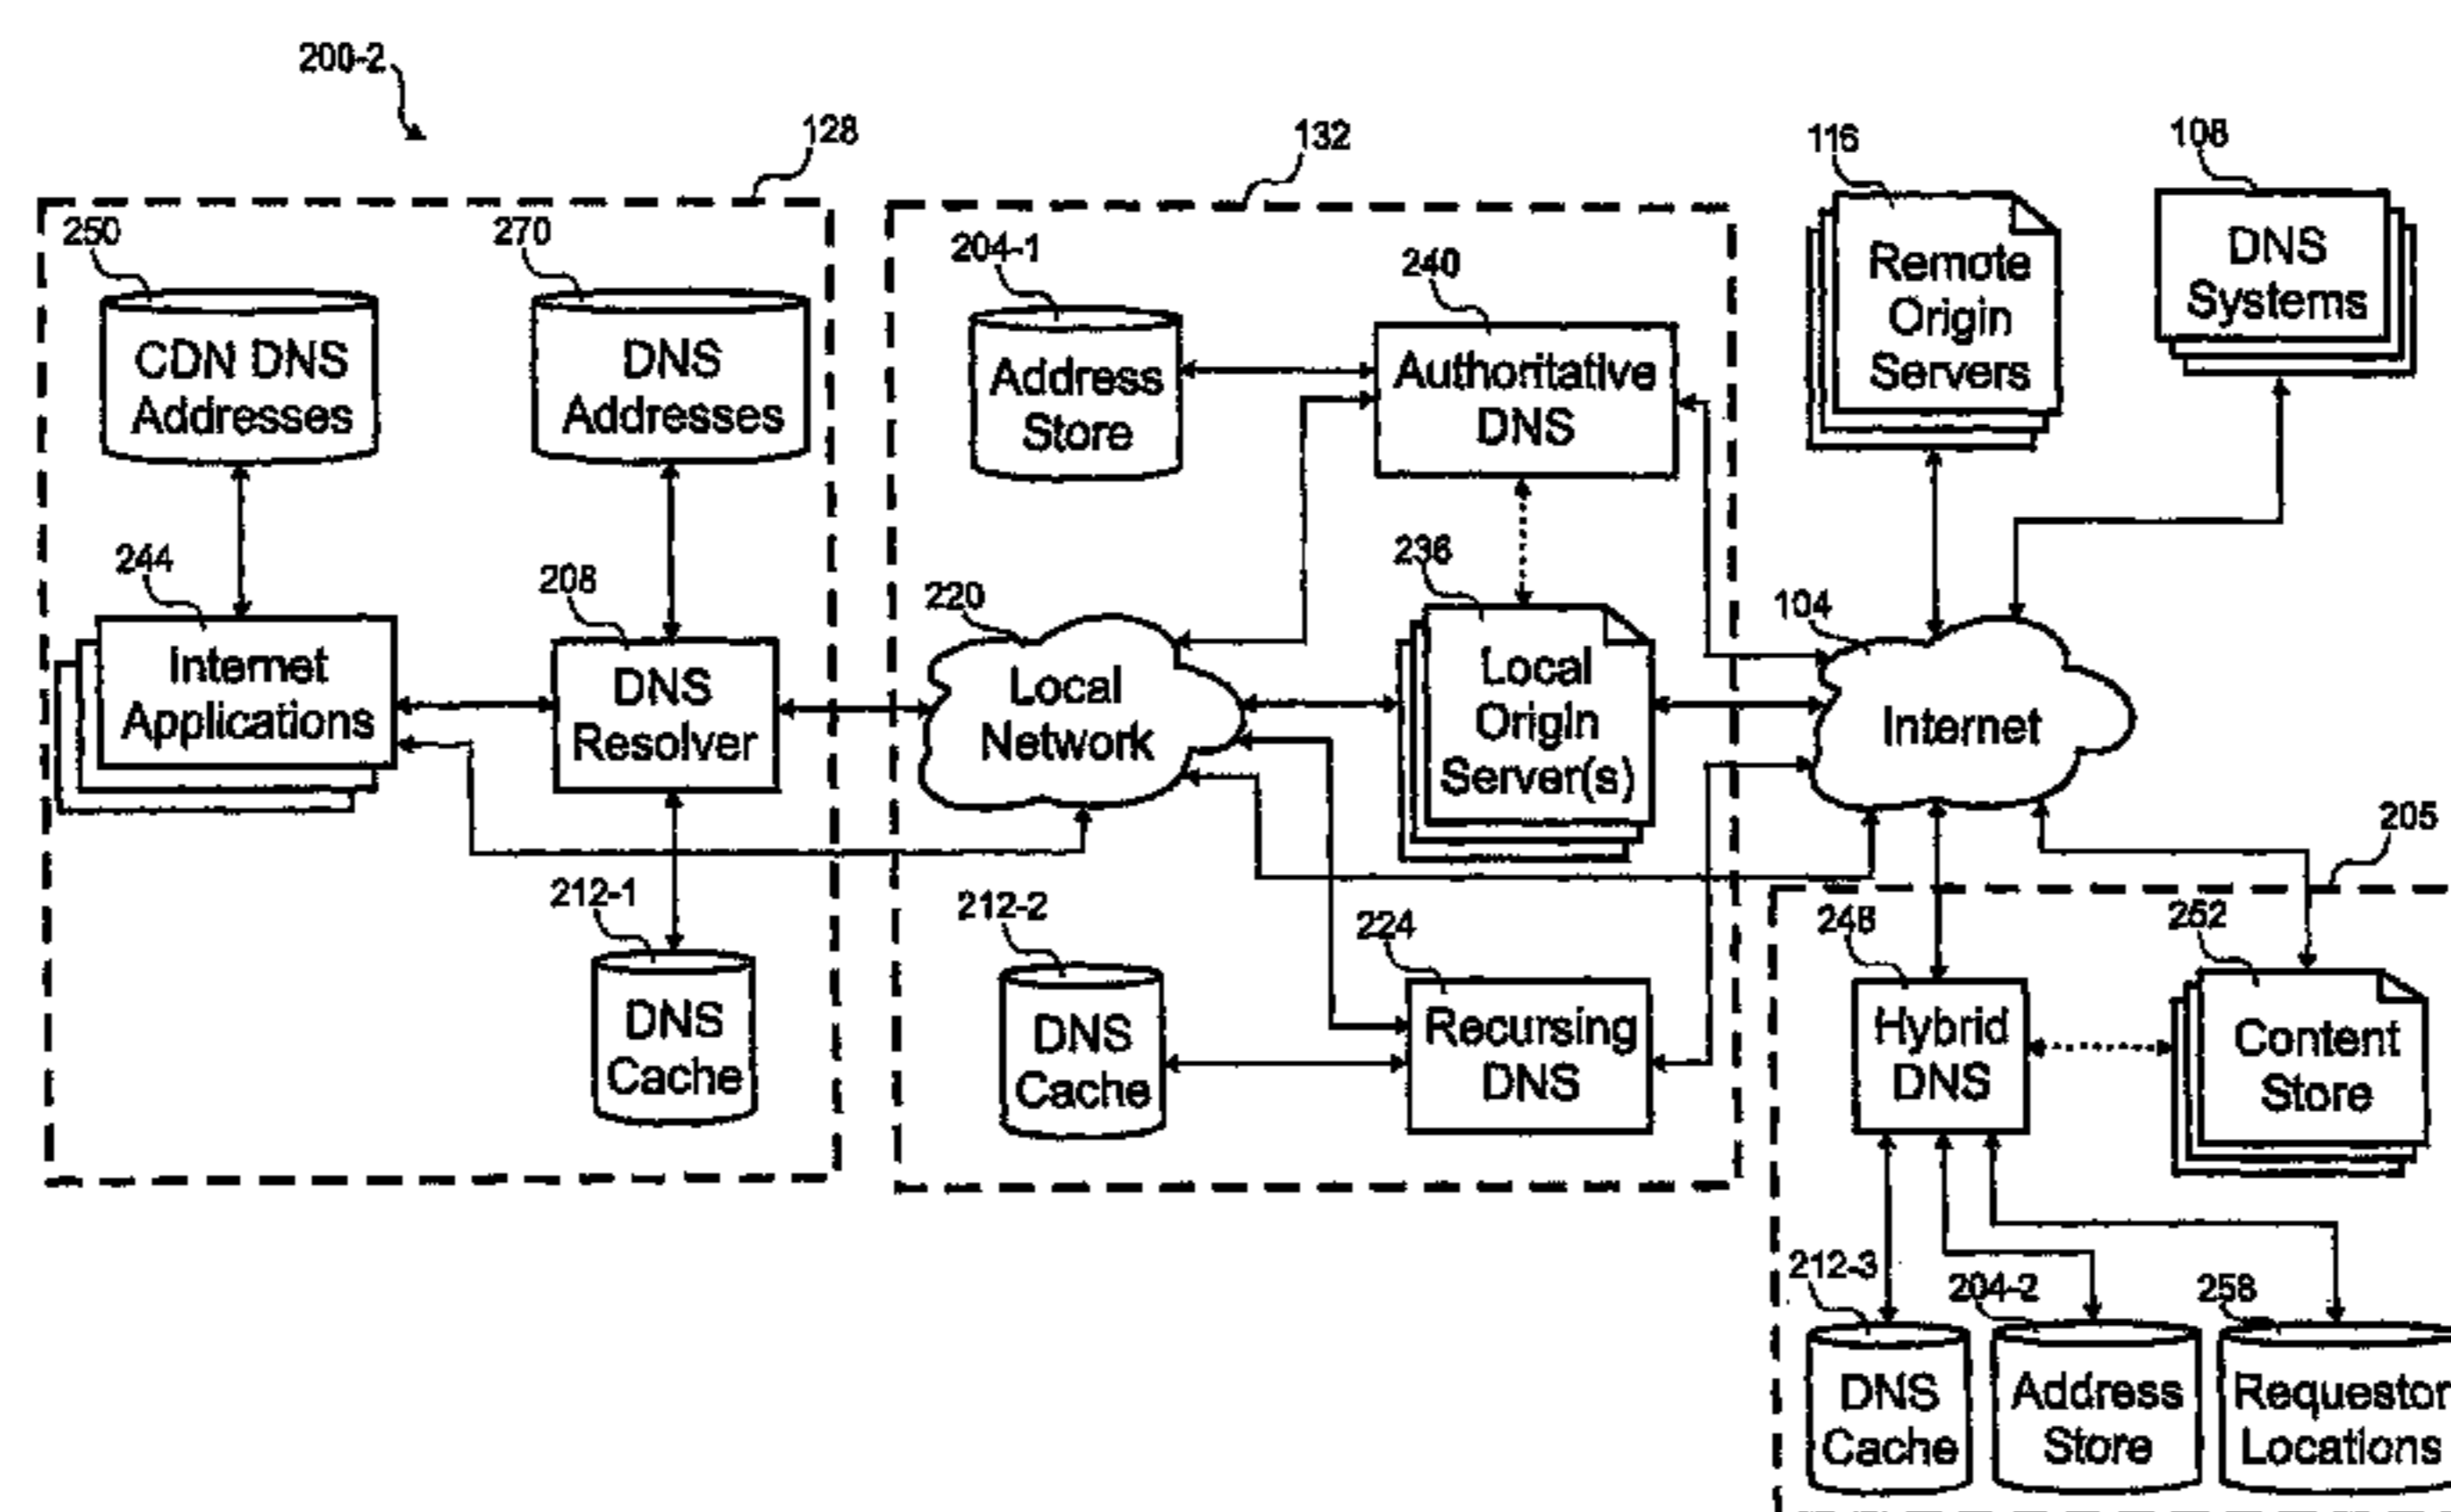 200-2
128
132
116
108
250
CDN DNS
Addresses
270
DNS
Addresses
204-1
Address
Store
240
Authoritative
DNS
Remote
Origin
Servers
DNS
Systems
244
Internet
Applications
208
DNS
Resolver
220
Local
Network
236
Local
Origin
Server(s)
104
Internet
205
212-1
DNS
Cache
212-2
DNS
Cache
224
Recursing
DNS
248
Hybrid
DNS
252
Content
Store
212-3
DNS
Cache
204-2
Address
Store
258
Requestor
Locations